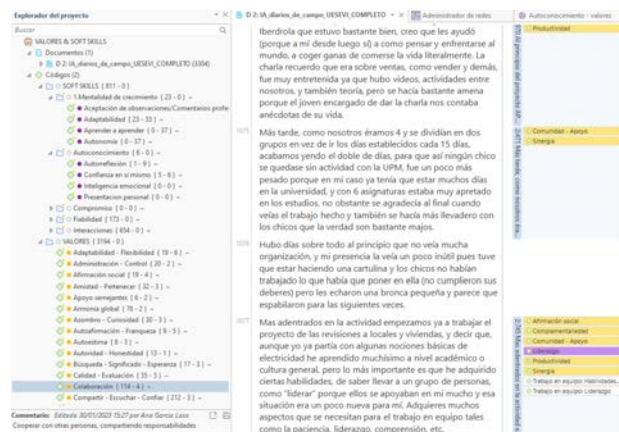 Explorador del proyecto
Buscar
VALORES & SOFT SKILLS
Documentos (1)
D 2: IA_diarios_de_campo_UESEVI_COMPLETO (3304)
Códigos (2)
SOFT SKILLS {811 - 0}
1.Mentalidad de crecimiento {23 - 0}
Aceptación de observaciones/Comentarios profe
Adaptabilidad {23 - 33}
Aprender a aprender {0 - 37}
Autonomía {0 - 37}
Autoconocimiento {6 - 0}
Autoreflexión {1 - 9}
Confianza en si mismo {5 - 8}
Inteligencia emocional {0 - 0}
Presentacion personal {0 - 0}
Compromiso {0 - 0}
Fiabilidad {173 - 0}
Interacciones {654 - 0}
VALORES {3194 - 0}
Adaptabilidad - Flexibilidad {19 - 6}
Administración - Control {20 - 2}
Afirmación social {19 - 4}
Amistad - Pertenecer {32 - 3}
Apoyo semejantes {6 - 2}
Armonía global {78 - 2}
Asombro - Curiosidad {30 - 3}
Autoafirmación - Franqueza {9 - 5}
Autoestima {8 - 3}
Autoridad - Honestidad {13 - 1}
Búsqueda - Significado - Esperanza {17 - 3}
Calidad - Evaluación {35 - 5}
Colaboración {114 - 4}
Compartir - Escuchar - Confiar {212 - 3}
Comentario: Editada 30/01/2023 15:27 por Ana Garcia Laso
Cooperar con otras personas, compartiendo responsabilidades
D 2: IA_diarios_de_campo_UESEVI_COMPLETO
Administrador de redes
Autoconocimiento - valores
Iberdrola que estuvo bastante bien, creo que les ayudó
(porque a mí desde luego sí) a como pensar y enfrentarse al
mundo, a coger ganas de comerse la vida literalmente. La
charla recuerdo que era sobre ventas, como vender y demás,
fue muy entretenida ya que hubo videos, actividades entre
nosotros, y también teoría, pero se hacía bastante amena
porque el joven encargado de dar la charla nos contaba
anécdotas de su vida.
Más tarde, como nosotros éramos 4 y se dividían en dos
grupos en vez de ir los días establecidos cada 15 días,
acabamos yendo el doble de días, para que así ningún chico
se quedase sin actividad con la UPM, fue un poco más
pesado porque en mi caso ya tenía que estar muchos días
en la universidad, y con 6 asignaturas estaba muy apretado
en los estudios, no obstante se agradecía al final cuando
veías el trabajo hecho y también se hacía más llevadero con
los chicos que la verdad son bastante majos.
Hubo días sobre todo al principio que no veía mucha
organización, y mi presencia la veía un poco inútil pues tuve
que estar haciendo una cartulina y los chicos no habían
trabajado lo que había que poner en ella (no cumplieron sus
deberes) pero les echaron una bronca pequeña y parece que
espabilaron para las siguientes veces.
Mas adentrados en la actividad empezamos ya a trabajar el
proyecto de las revisiones a locales y viviendas, y decir que,
aunque yo ya partía con algunas nociones básicas de
electricidad he aprendido muchísimo a nivel académico o
cultura general, pero lo más importante es que he adquirido
ciertas habilidades, de saber llevar a un grupo de personas,
como "liderar" porque ellos se apoyaban en mi mucho y esa
situación era un poco nueva para mí. Adquieres muchos
aspectos que se necesitan para el trabajo en equipo tales
como la paciencia, liderazgo, comprensión, etc.
Productividad
Comunidad - Apoyo
Sinergia
Afirmación social
Complementariedad
Comunidad - Apoyo
Liderazgo
Productividad
Sinergia
Trabajo en equipo: Habilidades...
Trabajo en equipo: Liderazgo